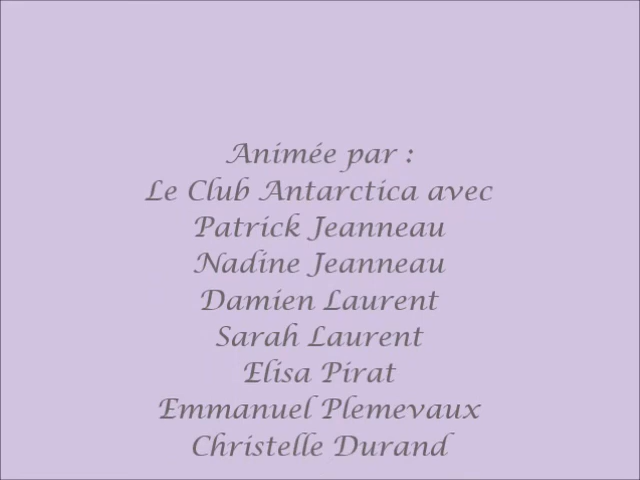 Animée par :
Le Club Antarctica avec
Patrick Jeanneau
Nadine Jeanneau
Damien Laurent
Sarah Laurent
Elisa Pirat
Emmanuel Plemevaux
Christelle Durand